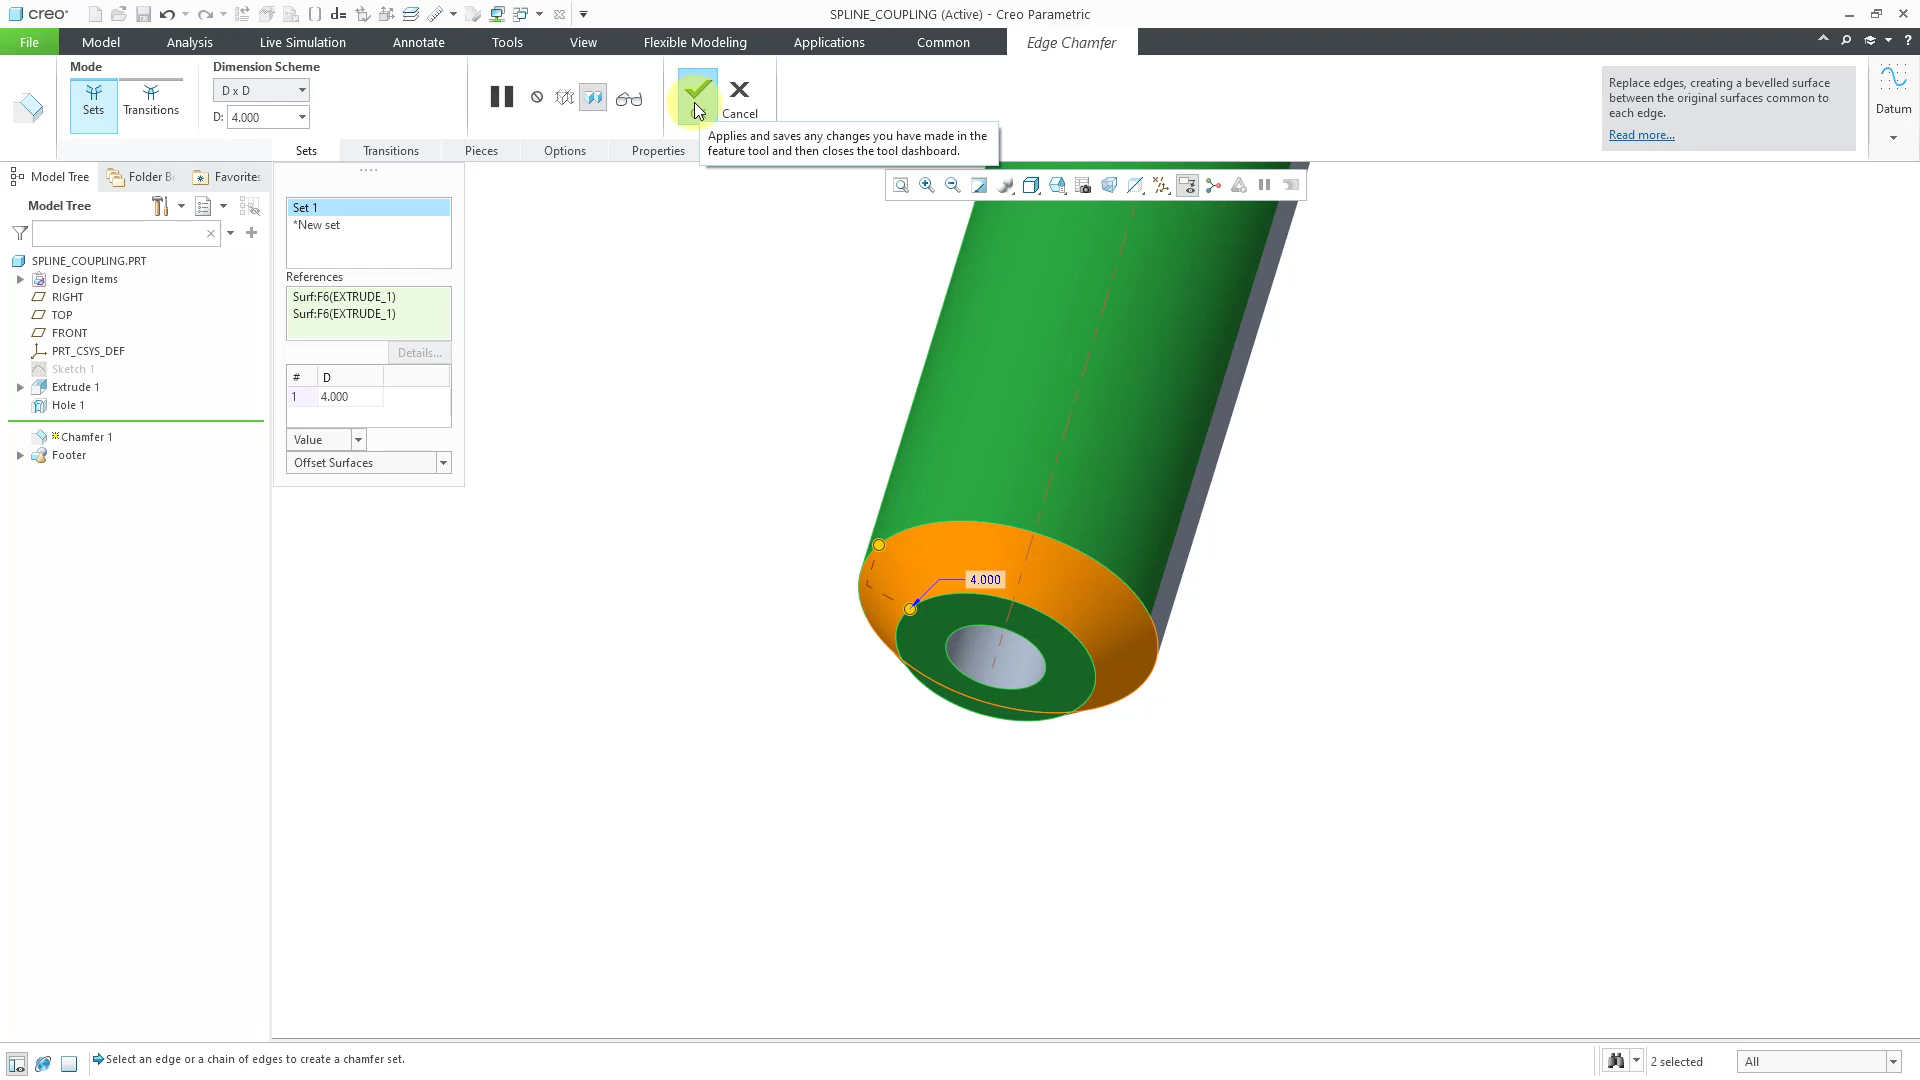 creo
d=
SPLINE_COUPLING (Active) - Creo Parametric
File
Model
Analysis
Live Simulation
Annotate
Tools
View
Flexible Modeling
Applications
Common
Edge Chamfer
?
Mode
Sets
Transitions
Dimension Scheme
D x D
D: 4.000
Cancel
Applies and saves any changes you have made in the
feature tool and then closes the tool dashboard.
Replace edges, creating a bevelled surface
between the original surfaces common to
each edge.
Read more...
Datum
Sets
Transitions
Pieces
Options
Properties
Model Tree
Folder B
Favorites
Model Tree
SPLINE_COUPLING.PRT
Design Items
RIGHT
TOP
FRONT
PRT_CSYS_DEF
Sketch 1
Extrude 1
Hole 1
Chamfer 1
Footer
Set 1
*New set
References
Surf:F6(EXTRUDE_1)
Surf:F6(EXTRUDE_1)
Details...
# D
1 4.000
Value
Offset Surfaces
4.000
Select an edge or a chain of edges to create a chamfer set.
2 selected
All